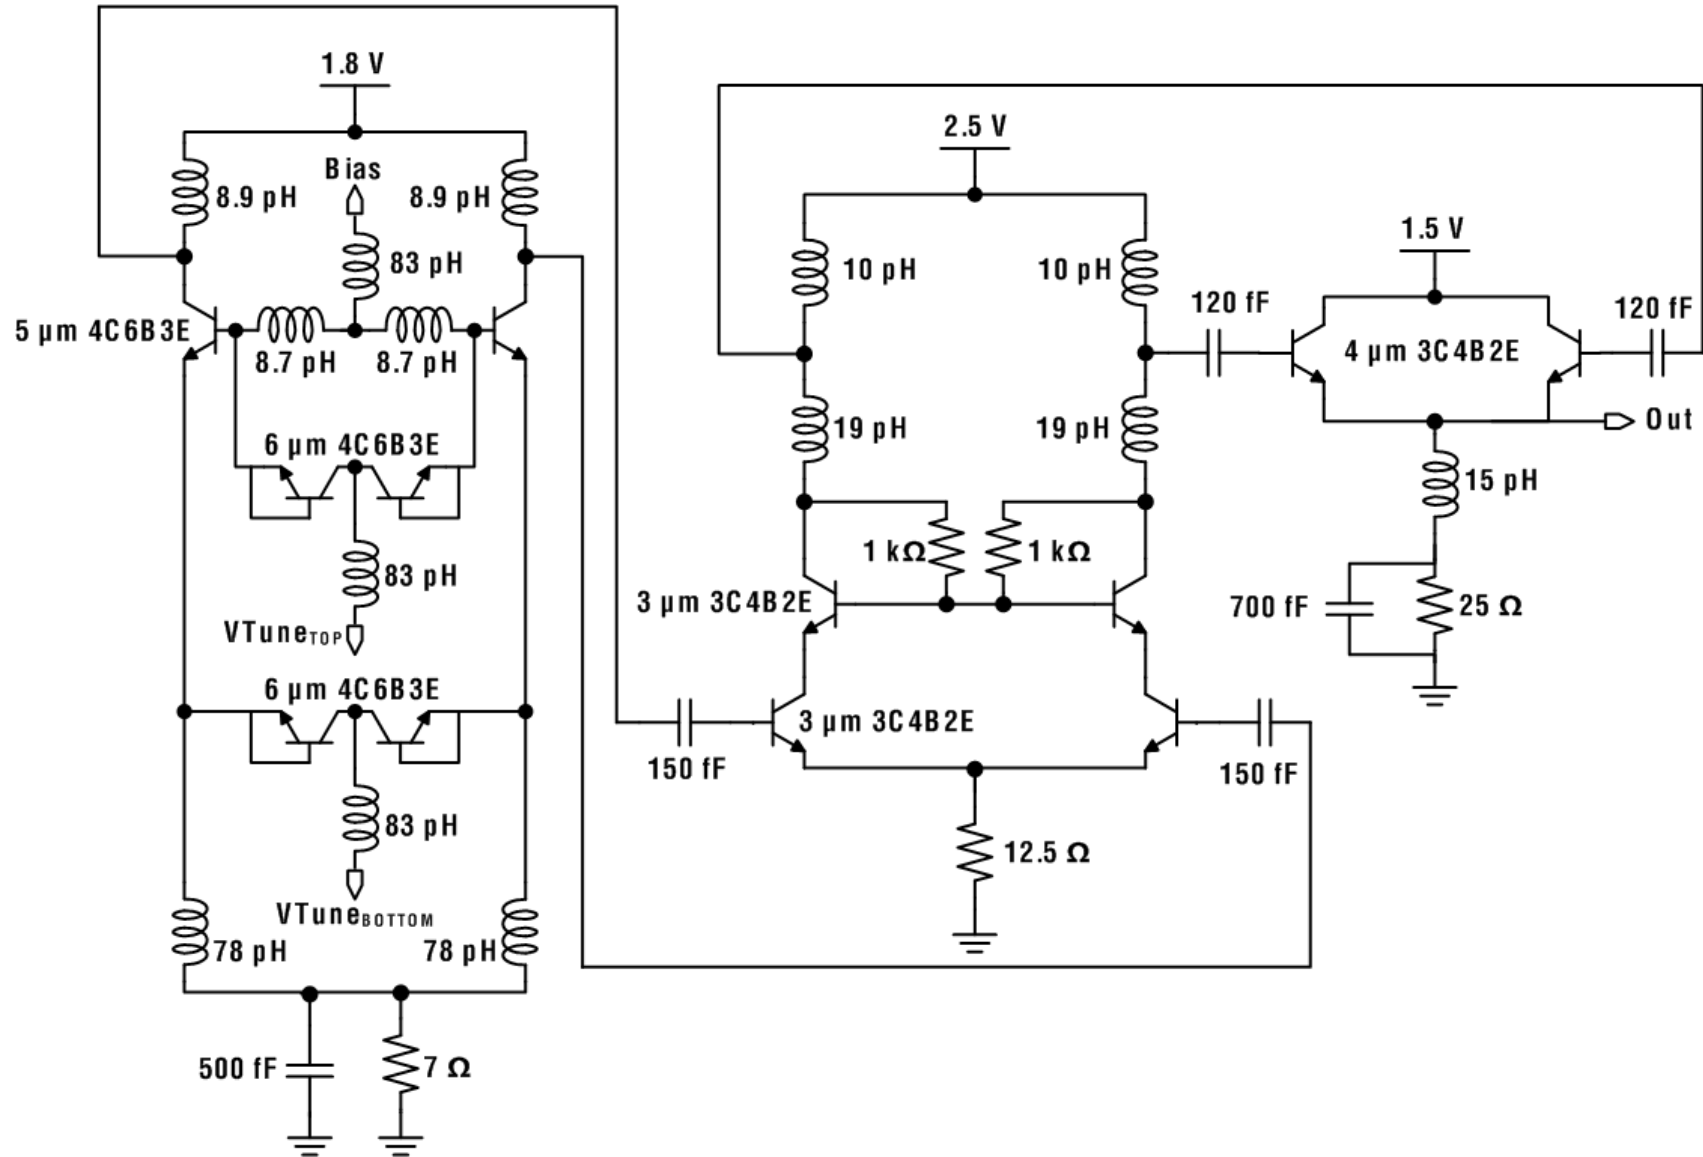 1.8 V
Bias
8.9 pH
8.9 pH
83 pH
5 µm 4C6B3E
8.7 pH
8.7 pH
6 µm 4C6B3E
83 pH
VTuneTOP
6 µm 4C6B3E
83 pH
VTuneBOTTOM
78 pH
78 pH
500 fF
7 Ω
2.5 V
10 pH
10 pH
19 pH
19 pH
1 kΩ
1 kΩ
3 µm 3C4B2E
3 µm 3C4B2E
150 fF
150 fF
12.5 Ω
1.5 V
120 fF
120 fF
4 µm 3C4B2E
Out
15 pH
700 fF
25 Ω